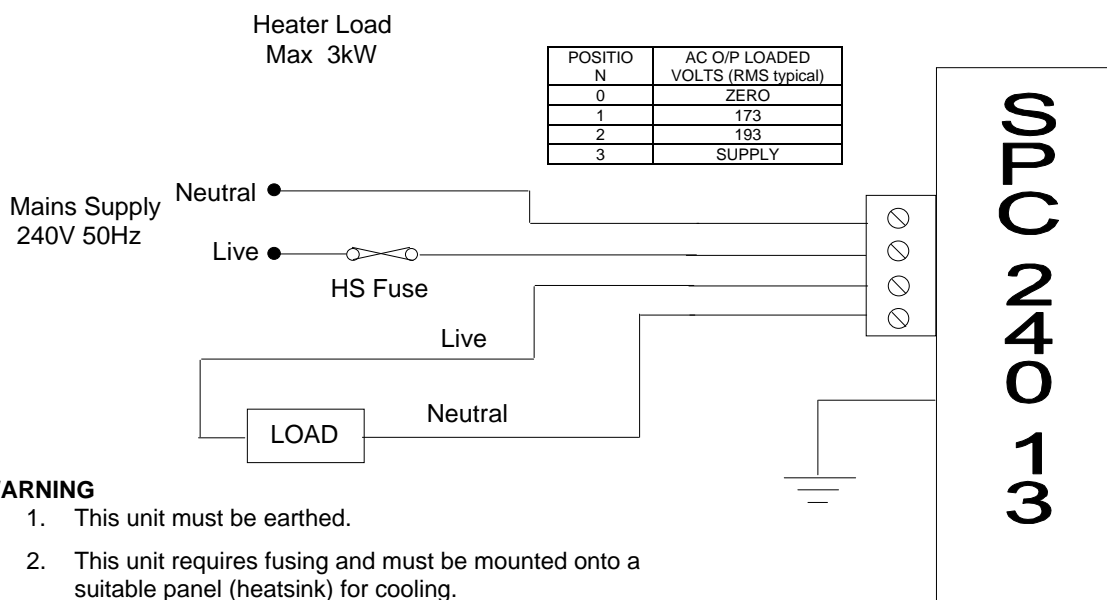 Heater Load
Max 3kW
POSITIO
N
AC O/P LOADED
VOLTS (RMS typical)
0 ZERO
1 173
2 193
3 SUPPLY
Mains Supply
240V 50Hz
Neutral
Live
HS Fuse
Live
Neutral
LOAD
SPC 240 13
ARNING
1. This unit must be earthed.
2. This unit requires fusing and must be mounted onto a
suitable panel (heatsink) for cooling.